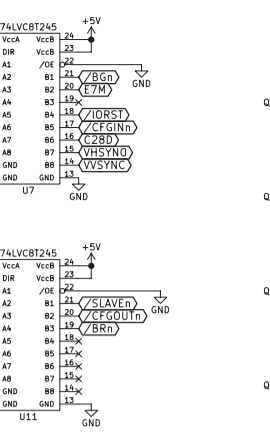 74LVC8T245
+5V
VccA VccB 24
DIR VccB 23
A1 /OE 22
A2 B1 21 /BGn
GND
A3 B2 20 E7M
A4 B3 19
A5 B4 18 /IORST
A6 B5 17 /CFGINn
A7 B6 16 C28D
A8 B7 15 VHSYNC
GND B8 14 VVSYNC
GND GND 13
U7
GND
74LVC8T245
+5V
VccA VccB 24
DIR VccB 23
A1 /OE 22
A2 B1 21 /SLAVEn
GND
A3 B2 20 /CFGOUTn
A4 B3 19 /BRn
A5 B4 18
A6 B5 17
A7 B6 16
A8 B7 15
GND B8 14
GND GND 13
U11
GND